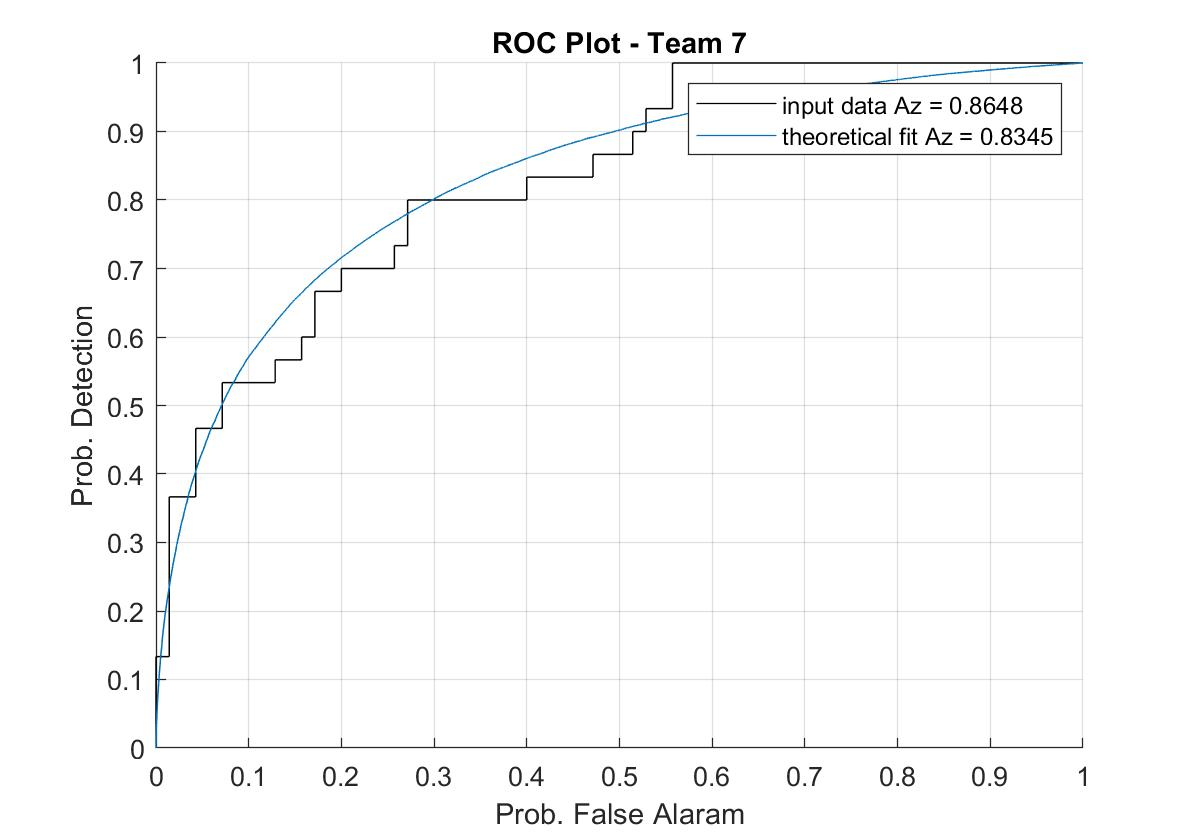 ROC Plot - Team 7
input data Az = 0.8648
theoretical fit Az = 0.8345
Prob. Detection
1
0.9
0.8
0.7
0.6
0.5
0.4
0.3
0.2
0.1
0
0 0.1 0.2 0.3 0.4 0.5 0.6 0.7 0.8 0.9 1
Prob. False Alaram